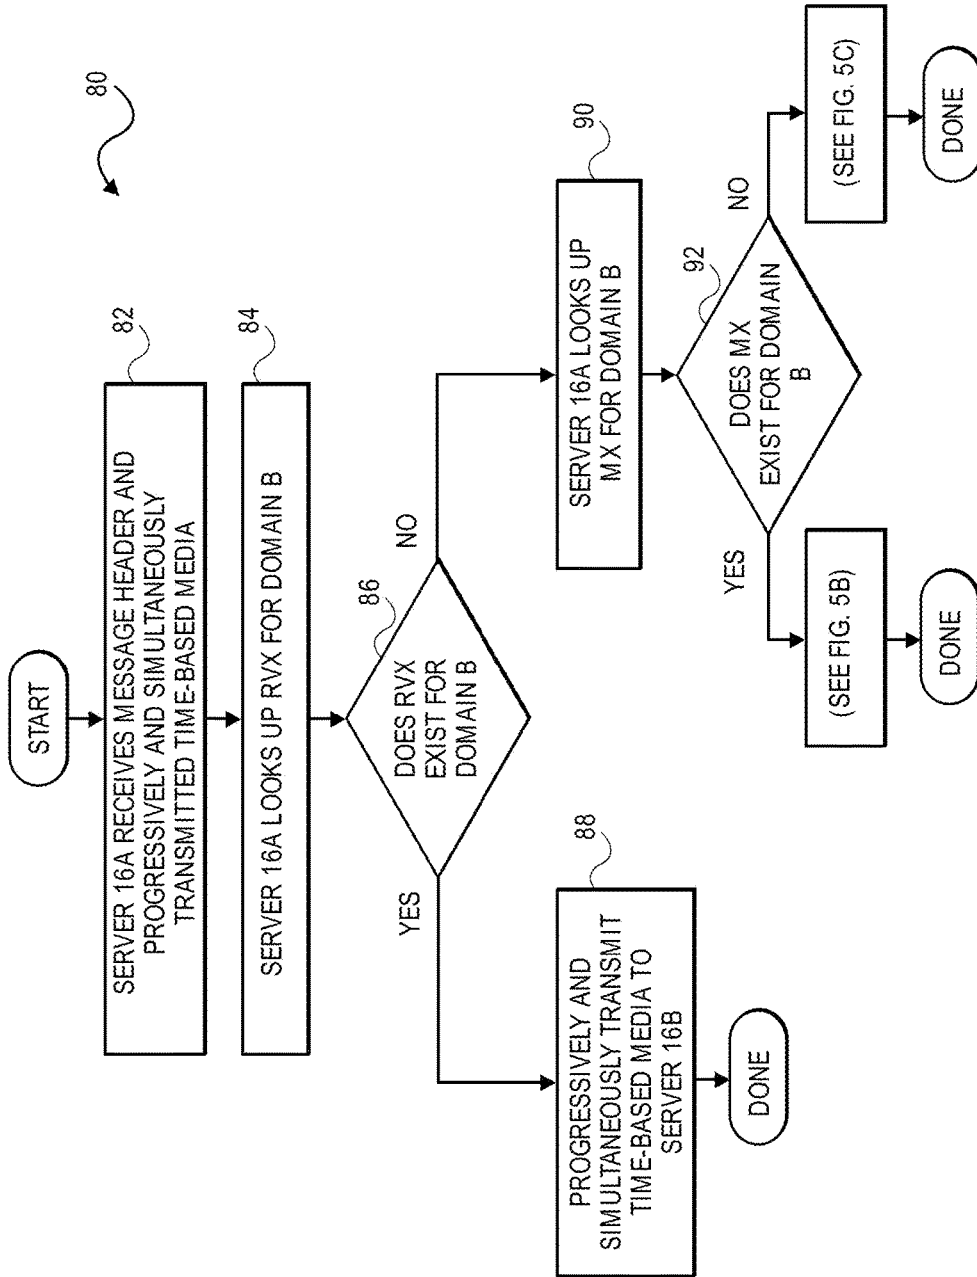 80
START
SERVER 16A RECEIVES MESSAGE HEADER AND
PROGRESSIVELY AND SIMULTANEOUSLY
TRANSMITTED TIME-BASED MEDIA
82
SERVER 16A LOOKS UP RVX FOR DOMAIN B
84
DOES RVX
EXIST FOR
DOMAIN B
86
YES
NO
PROGRESSIVELY AND
SIMULTANEOUSLY TRANSMIT
TIME-BASED MEDIA TO
SERVER 16B
88
DONE
SERVER 16A LOOKS UP
MX FOR DOMAIN B
90
DOES MX
EXIST FOR DOMAIN
B
92
YES
NO
(SEE FIG. 5B)
DONE
(SEE FIG. 5C)
DONE